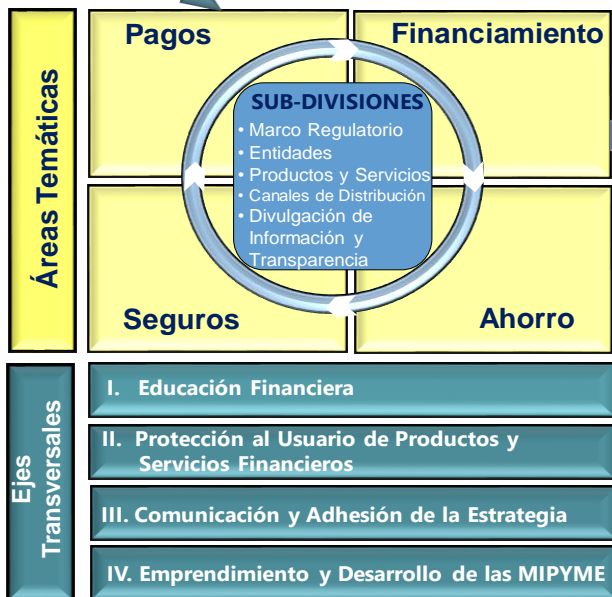 Áreas Temáticas
Pagos
Financiamiento
SUB-DIVISIONES
• Marco Regulatorio
• Entidades
• Productos y Servicios
• Canales de Distribución
• Divulgación de
Información y
Transparencia
Seguros
Ahorro
Ejes
Transversales
I. Educación Financiera
II. Protección al Usuario de Productos y
Servicios Financieros
III. Comunicación y Adhesión de la Estrategia
IV. Emprendimiento y Desarrollo de las MIPYME